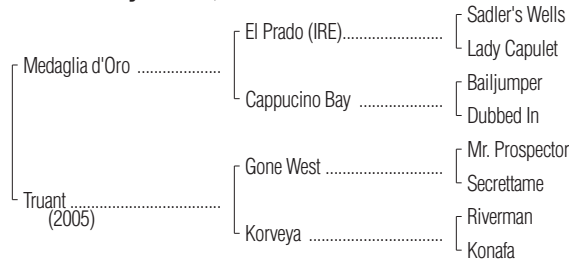 Sadler's Wells
El Prado (IRE)....................
Lady Capulet
Medaglia d'Oro .................
Bailjumper
Cappucino Bay ..................
Dubbed In
Mr. Prospector
Gone West ........................
Secrettame
Truant ..............................
(2005)
Riverman
Korveya ...........................
Konafa